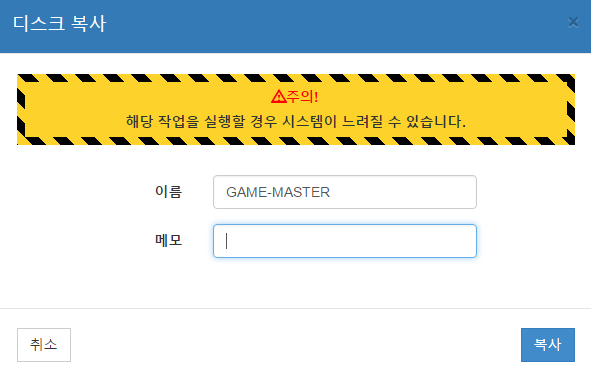 디스크 복사
×
주의!
해당 작업을 실행할 경우 시스템이 느려질 수 있습니다.
이름 GAME-MASTER
메모
취소 복사